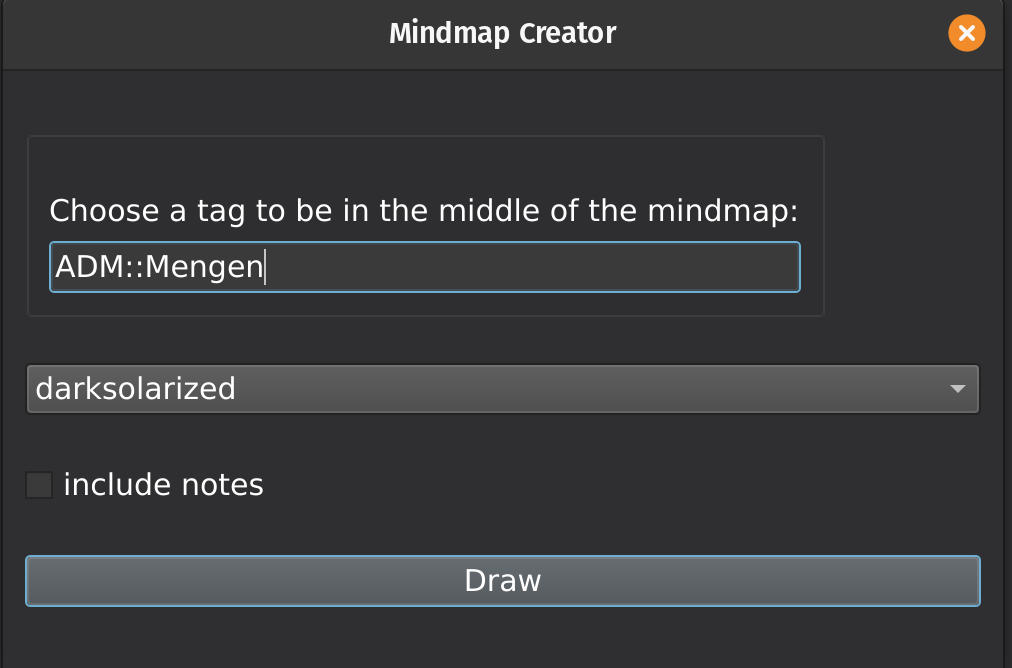 Mindmap Creator
Choose a tag to be in the middle of the mindmap:
ADM::Mengen
darksolarized
include notes
Draw